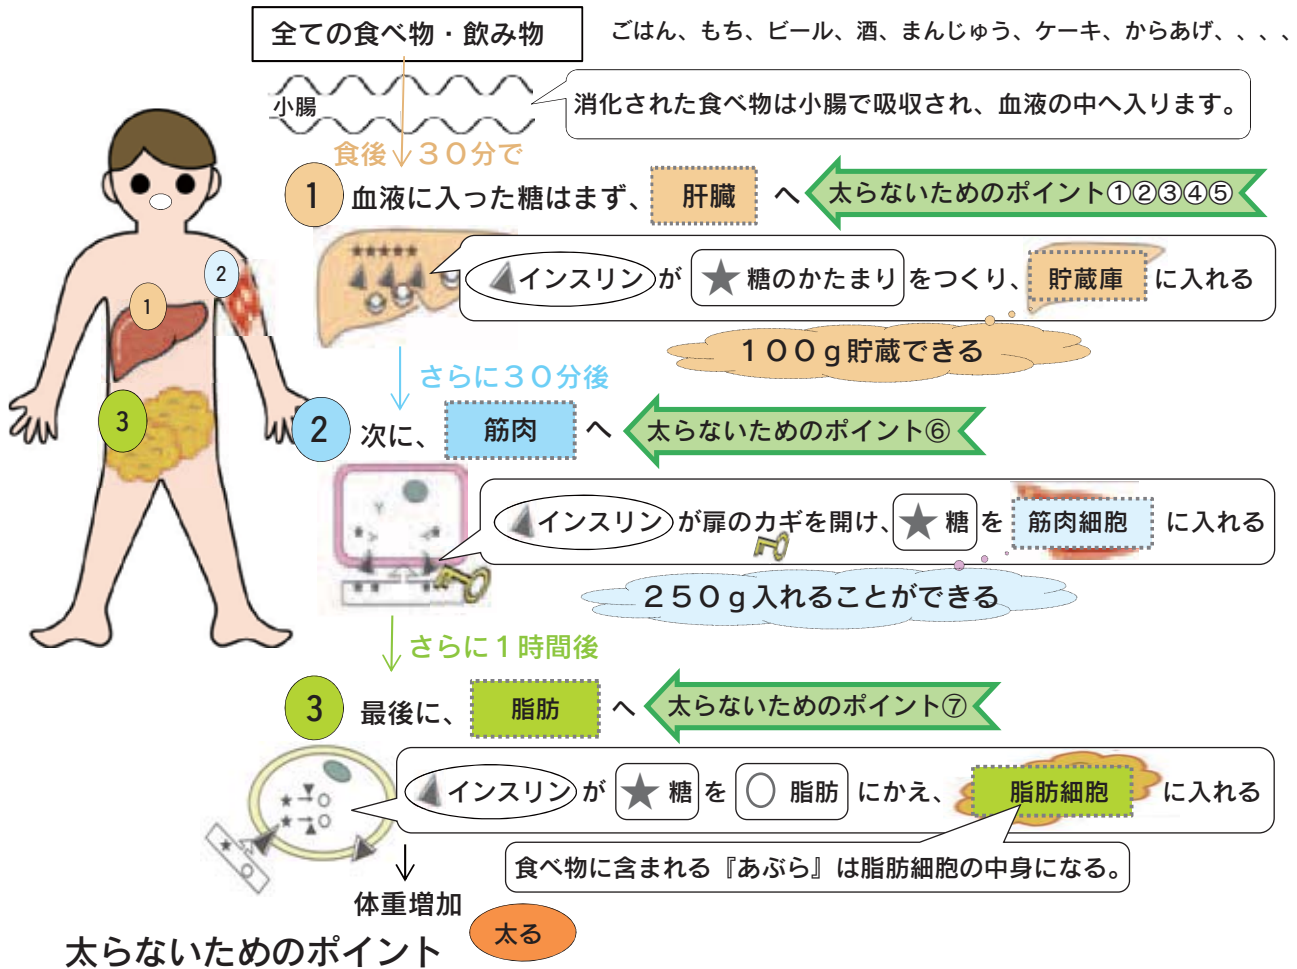 全ての食べ物・飲み物
ごはん、もち、ビール、酒、まんじゅう、ケーキ、からあげ、、、、
小腸
消化された食べ物は小腸で吸収され、血液の中へ入ります。
食後 30分で
1 血液に入った糖はまず、 肝臓 へ 太らないためのポイント①②③④⑤
インスリン が ★ 糖のかたまり をつくり、 貯蔵庫 に入れる
100g貯蔵できる
2
1
3
さらに30分後
2 次に、 筋肉 へ 太らないためのポイント⑥
インスリン が扉のカギを開け、 ★ 糖 を 筋肉細胞 に入れる
250g入れることができる
さらに1時間後
3 最後に、 脂肪 へ 太らないためのポイント⑦
インスリン が ★ 糖 を ○ 脂肪 にかえ、 脂肪細胞 に入れる
食べ物に含まれる『あぶら』は脂肪細胞の中身になる。
体重増加
太る
太らないためのポイント